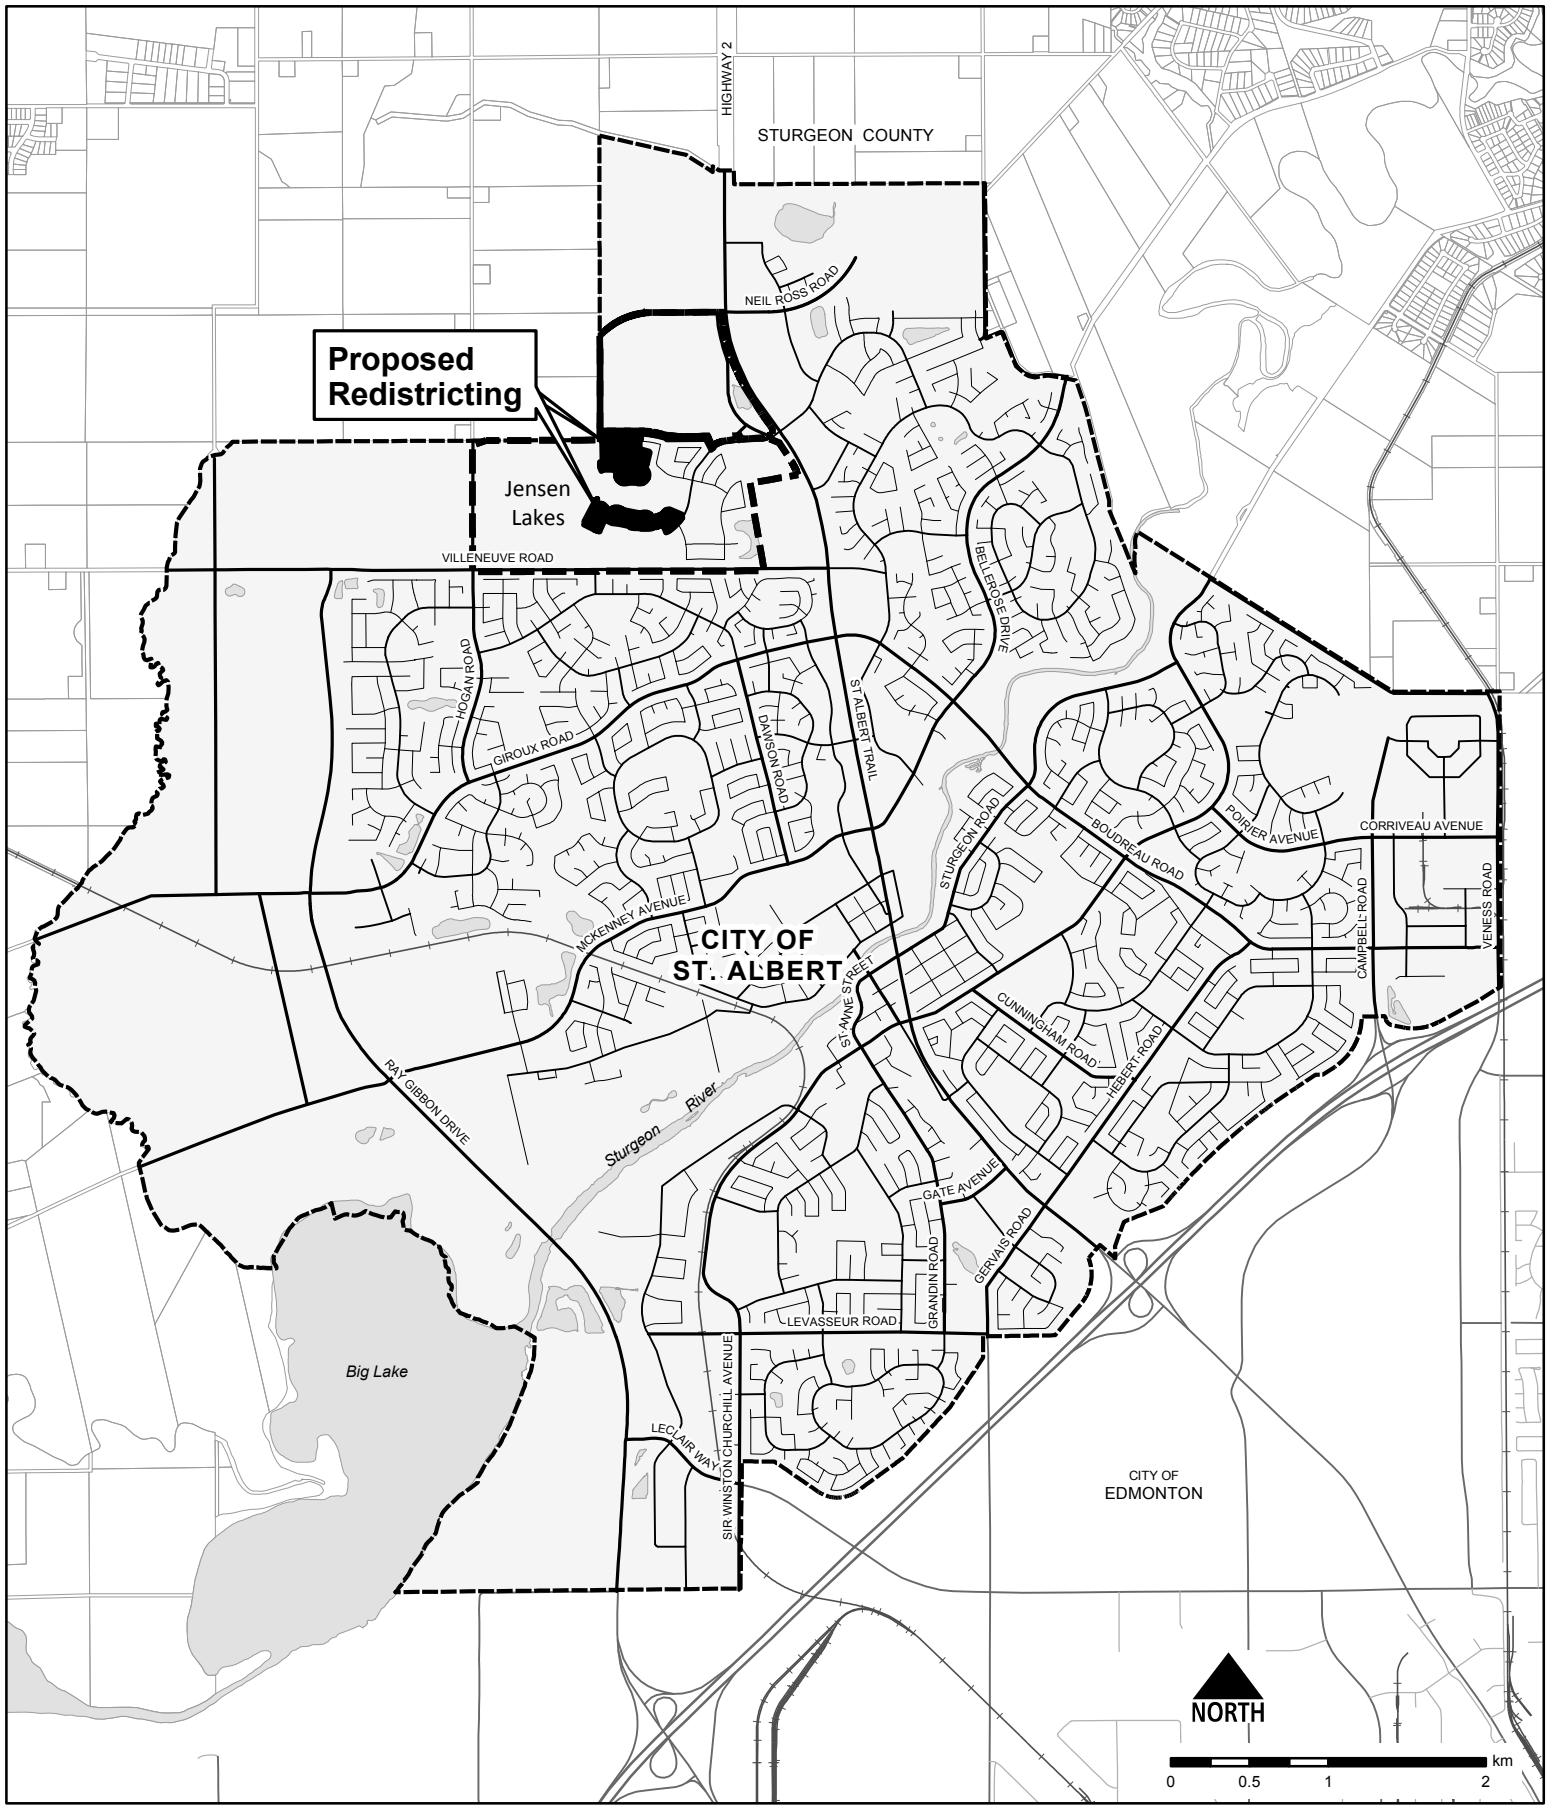 HIGHWAY 2
STURGEON COUNTY
NEIL ROSS ROAD
Proposed
Redistricting
Jensen
Lakes
VILLENEUVE ROAD
BELLEROSE DRIVE
HOGAN ROAD
GIROUX ROAD
DAWSON ROAD
ST ALBERT TRAIL
STURGEON ROAD
BOUDREAU ROAD
POIRIER AVENUE
CORRIVEAU AVENUE
CAMPBELL ROAD
VENESS ROAD
MCKENNEY AVENUE
CITY OF
ST. ALBERT
ST ANNE STREET
CUNNINGHAM ROAD
HEBERT ROAD
RAY GIBBON DRIVE
Sturgeon River
GATE AVENUE
GRANDIN ROAD
GERVAIS ROAD
LEVASSEUR ROAD
Big Lake
SIR WINSTON CHURCHILL AVENUE
LECLAIR WAY
CITY OF
EDMONTON
NORTH
km
0 0.5 1 2